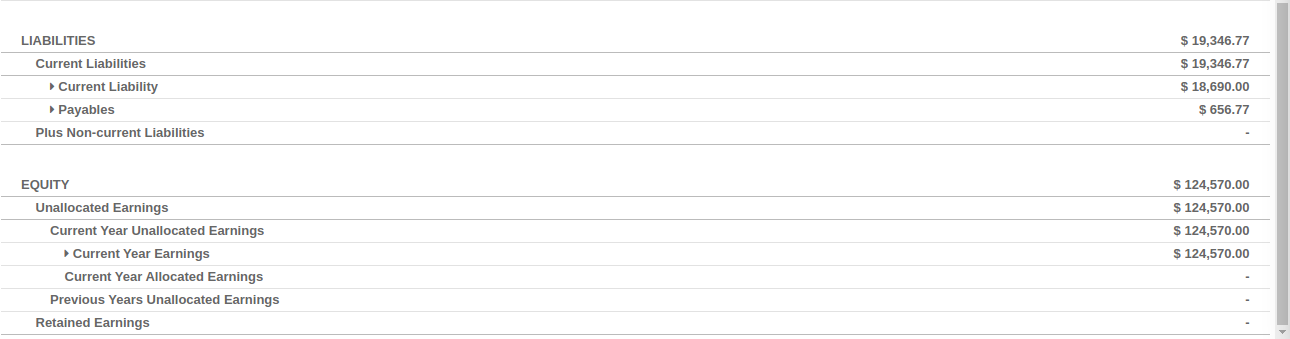 LIABILITIES $ 19,346.77
Current Liabilities $ 19,346.77
Current Liability $ 18,690.00
Payables $ 656.77
Plus Non-current Liabilities -
EQUITY $ 124,570.00
Unallocated Earnings $ 124,570.00
Current Year Unallocated Earnings $ 124,570.00
Current Year Earnings $ 124,570.00
Current Year Allocated Earnings -
Previous Years Unallocated Earnings -
Retained Earnings -